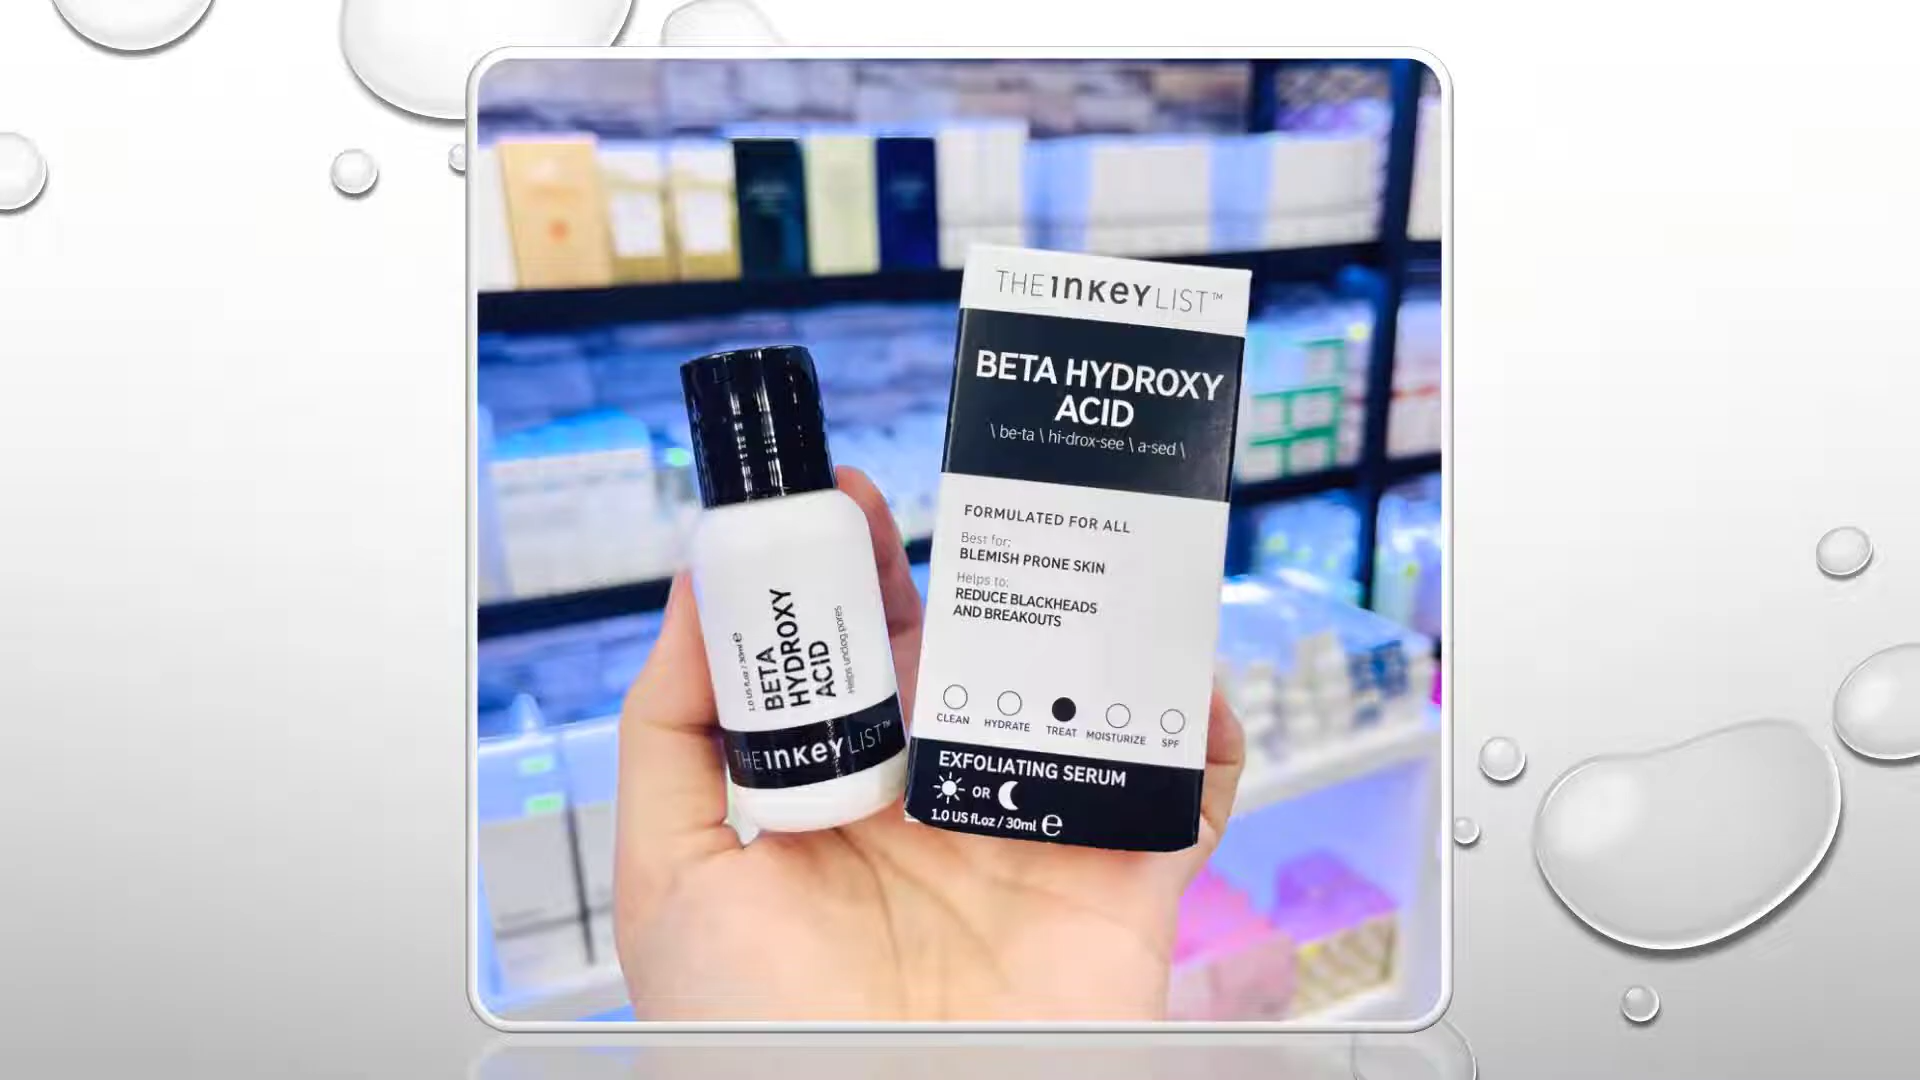 1.0 US fl.oz / 30ml e
BETA
HYDROXY
ACID
Helps unclog pores
THE INKEY LIST™
THE INKEY LIST™
BETA HYDROXY
ACID
\ be-ta \ hi-drox-see \ a-sed \
FORMULATED FOR ALL
Best for:
BLEMISH PRONE SKIN
Helps to:
REDUCE BLACKHEADS
AND BREAKOUTS
CLEAN HYDRATE TREAT MOISTURIZE SPF
EXFOLIATING SERUM
OR
1.0 US fl.oz / 30ml e